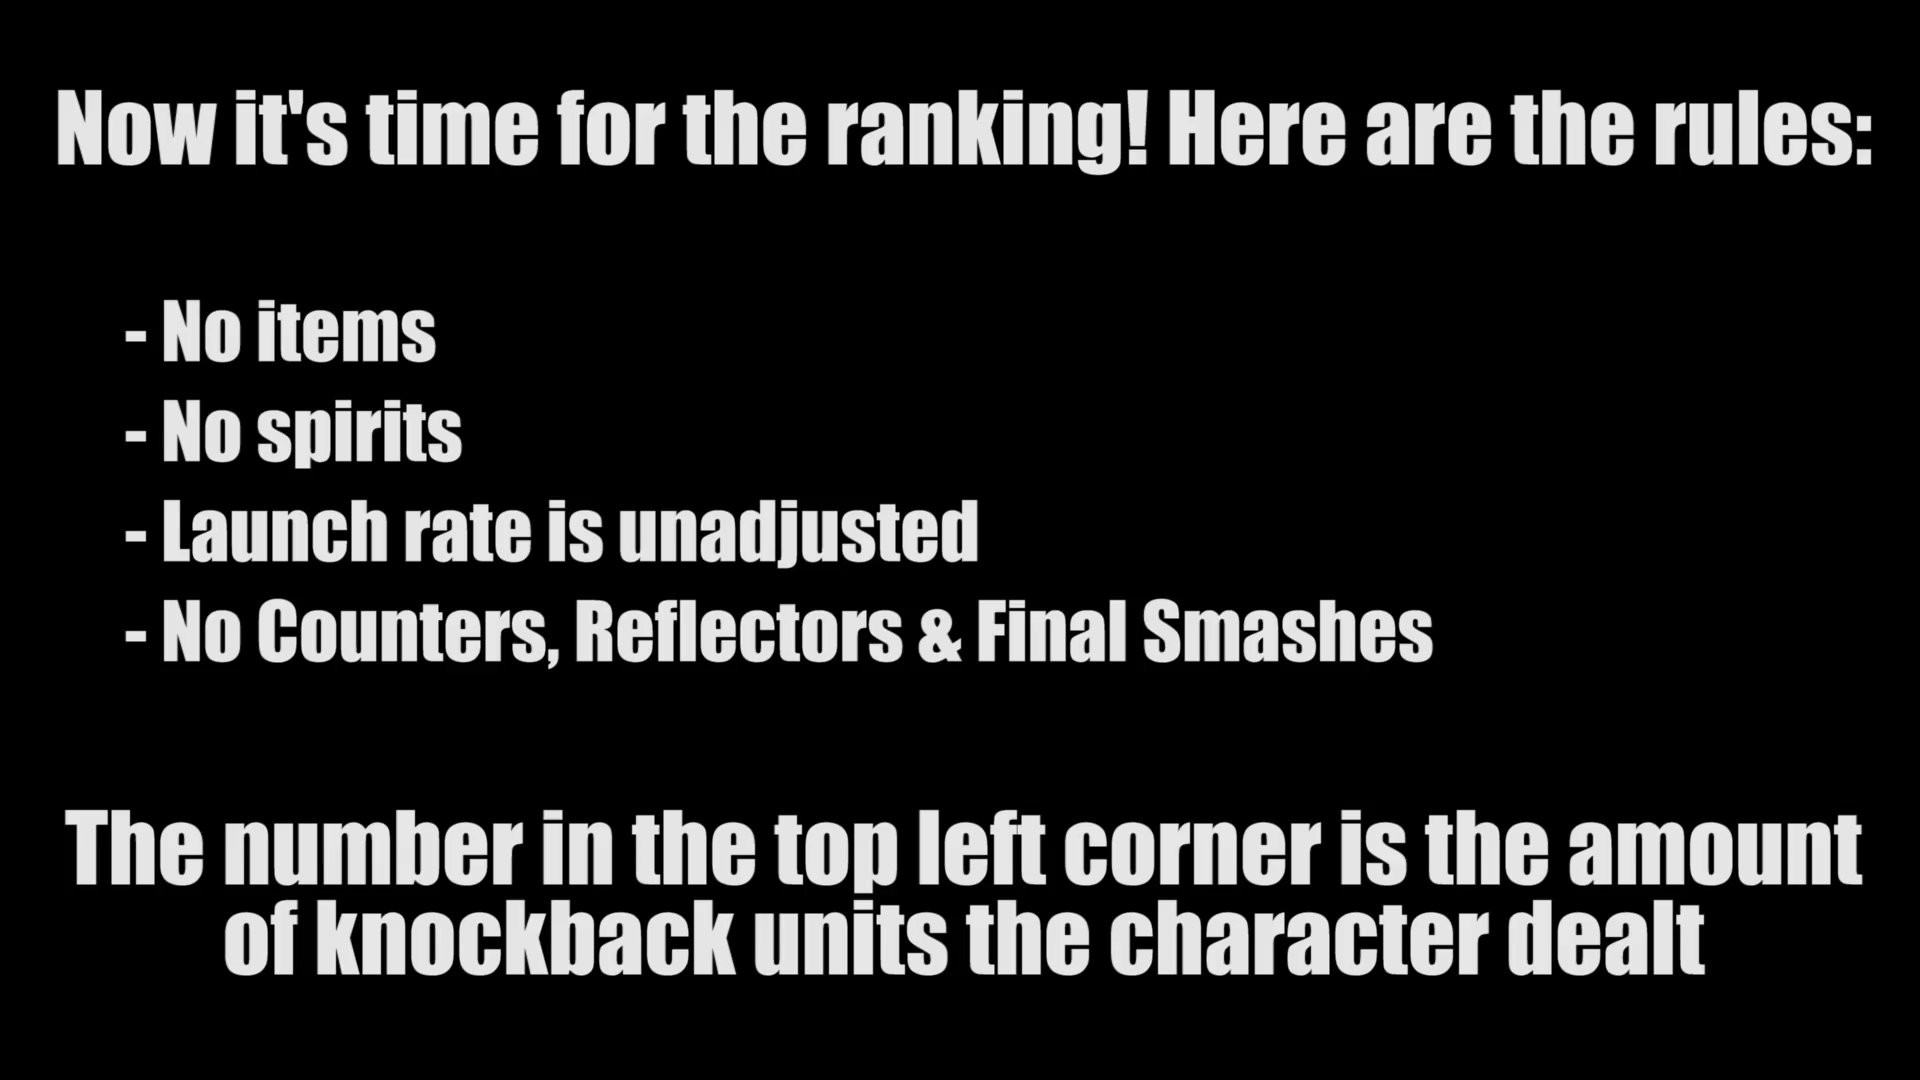 Now it's time for the ranking! Here are the rules:
- No items
- No spirits
- Launch rate is unadjusted
- No Counters, Reflectors & Final Smashes
The number in the top left corner is the amount
of knockback units the character dealt